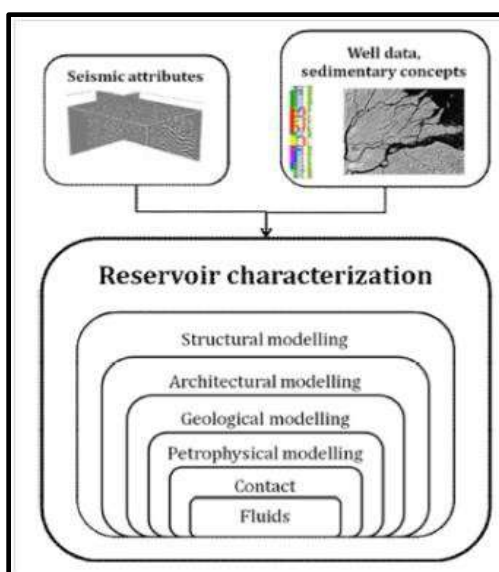 Seismic attributes
Well data,
sedimentary concepts
Reservoir characterization
Structural modelling
Architectural modelling
Geological modelling
Petrophysical modelling
Contact
Fluids